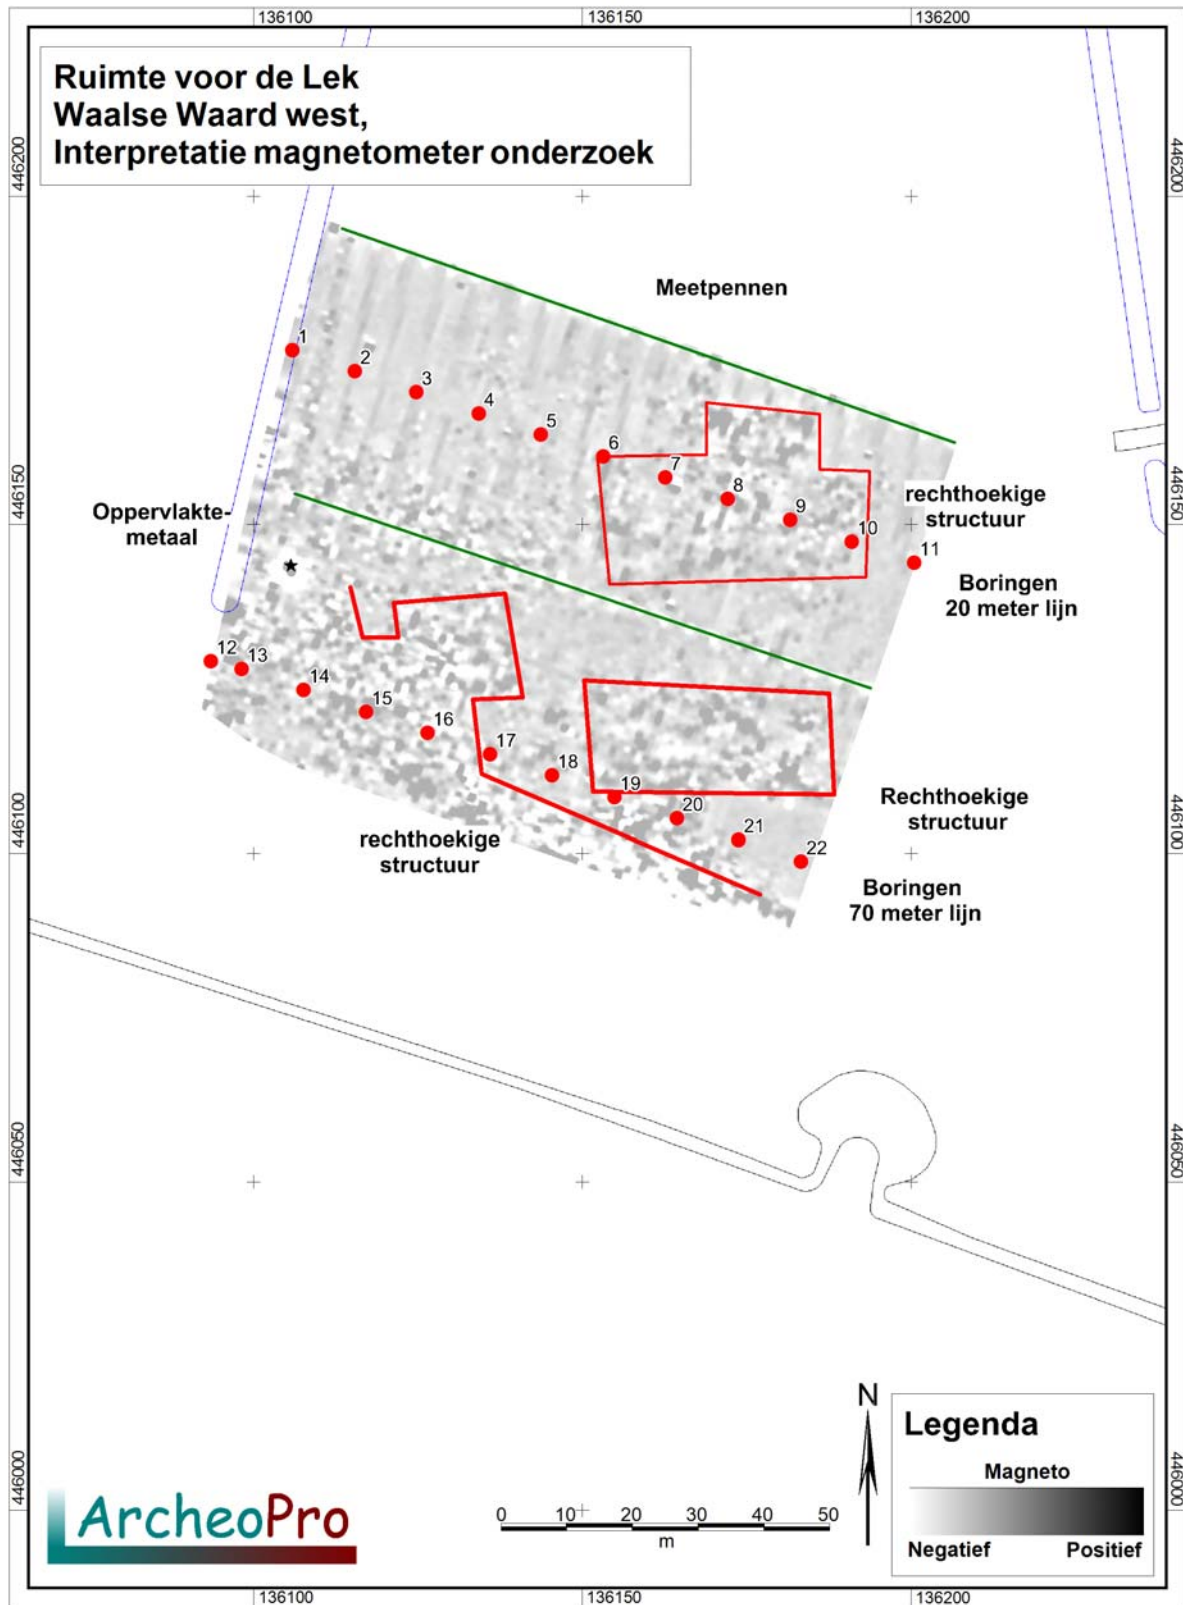 136100
136150
136200
Ruimte voor de Lek
Waalse Waard west,
Interpretatie magnetometer onderzoek
446200
446200
Meetpennen
1
2
3
4
5
6
7
8
9
10
11
446150
446150
Oppervlakte-
metaal
rechthoekige
structuur
Boringen
20 meter lijn
12
13
14
15
16
17
18
19
20
21
22
446100
446100
rechthoekige
structuur
Rechthoekige
structuur
Boringen
70 meter lijn
446050
446050
N
Legenda
Magneto
Negatief Positief
446000
446000
ArcheoPro
0 10 20 30 40 50
m
136100
136150
136200